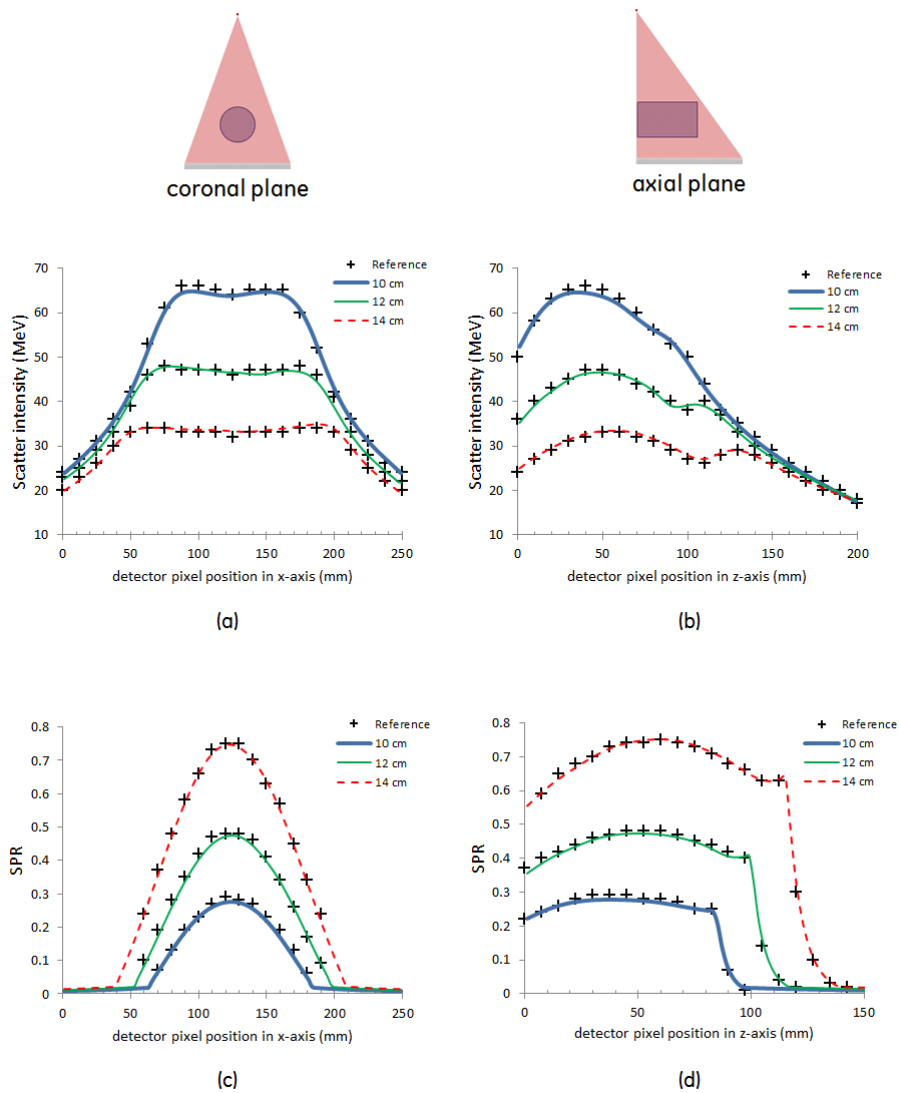 coronal plane
axial plane
Scatter intensity (MeV)
70
60
50
40
30
20
10
0
50
100
150
200
250
detector pixel position in x-axis (mm)
Reference
10 cm
12 cm
14 cm
(a)
Scatter intensity (MeV)
70
60
50
40
30
20
10
0
50
100
150
200
detector pixel position in z-axis (mm)
Reference
10 cm
12 cm
14 cm
(b)
SPR
0.8
0.7
0.6
0.5
0.4
0.3
0.2
0.1
0
0
50
100
150
200
250
detector pixel position in x-axis (mm)
Reference
10 cm
12 cm
14 cm
(c)
SPR
0.8
0.7
0.6
0.5
0.4
0.3
0.2
0.1
0
0
50
100
150
detector pixel position in z-axis (mm)
Reference
10 cm
12 cm
14 cm
(d)